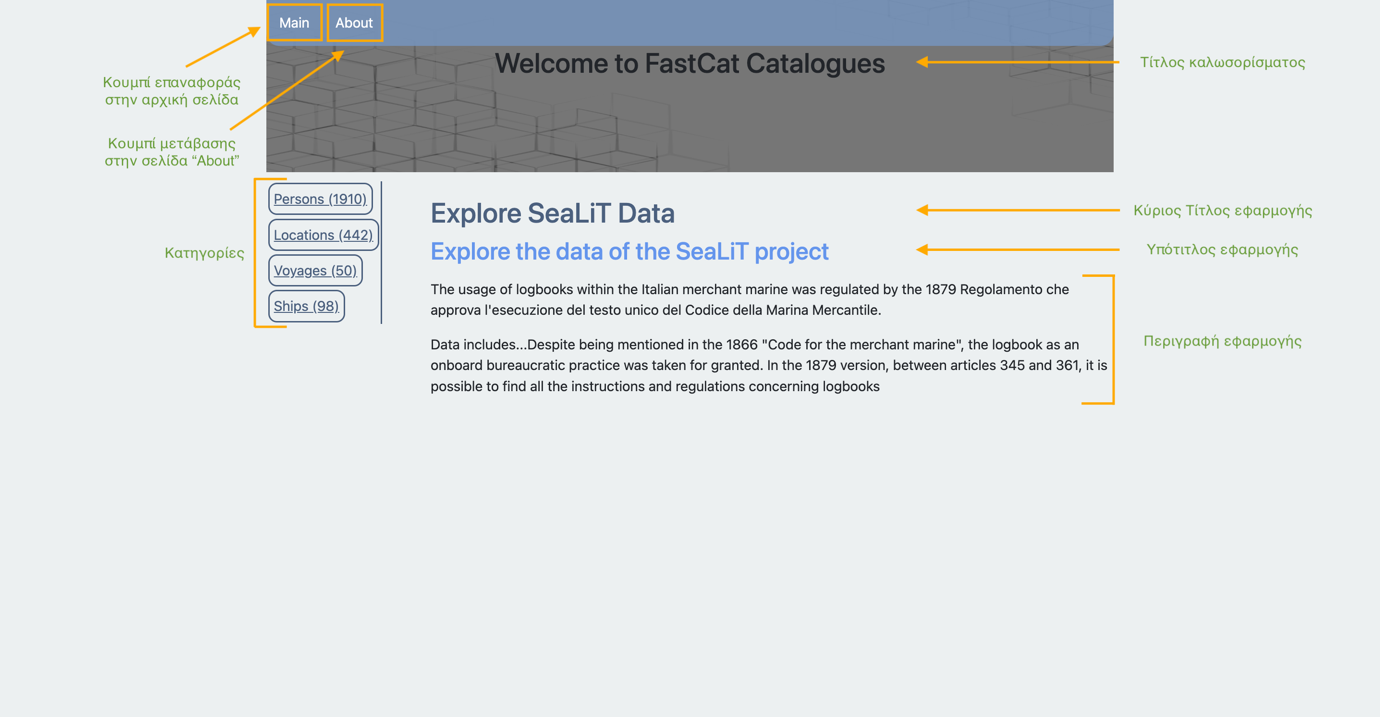 Main
About
Welcome to FastCat Catalogues
Τίτλος καλωσορίσματος
Κουμπί επαναφοράς
στην αρχική σελίδα
Κουμπί μετάβασης
στην σελίδα “About”
Κατηγορίες
Persons (1910)
Locations (442)
Voyages (50)
Ships (98)
Explore SeaLiT Data
Κύριος Τίτλος εφαρμογής
Explore the data of the SeaLiT project
Υπότιτλος εφαρμογής
The usage of logbooks within the Italian merchant marine was regulated by the 1879 Regolamento che
approva l'esecuzione del testo unico del Codice della Marina Mercantile.
Data includes...Despite being mentioned in the 1866 "Code for the merchant marine", the logbook as an
onboard bureaucratic practice was taken for granted. In the 1879 version, between articles 345 and 361, it is
possible to find all the instructions and regulations concerning logbooks
Περιγραφή εφαρμογής